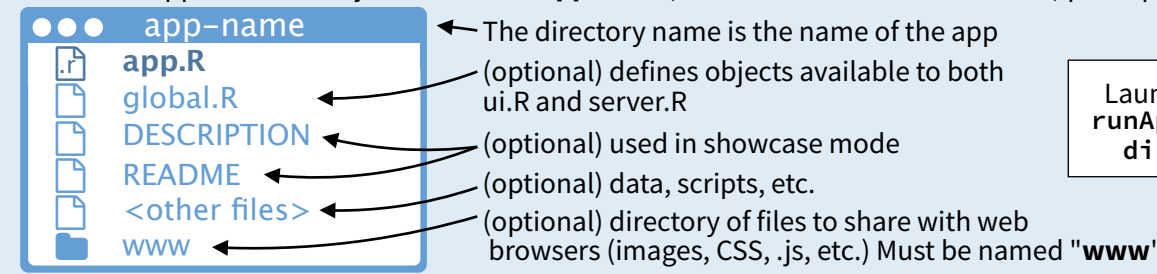 app-name
.r
app.R
global.R
DESCRIPTION
README
<other files>
www
The directory name is the name of the app
(optional) defines objects available to both
ui.R and server.R
(optional) used in showcase mode
(optional) data, scripts, etc.
(optional) directory of files to share with web
browsers (images, CSS, .js, etc.) Must be named "www"